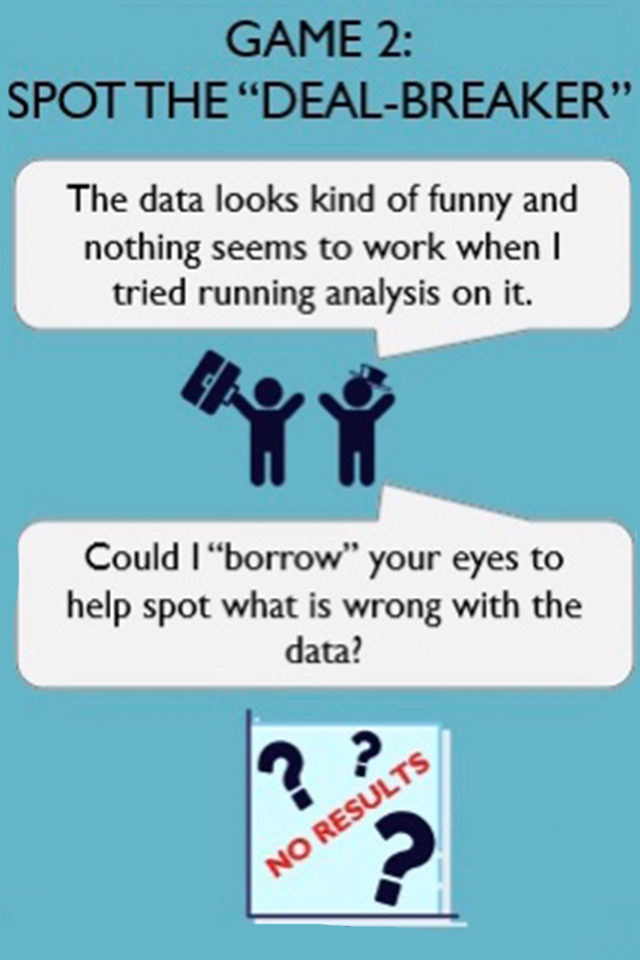 GAME 2:
SPOT THE “DEAL-BREAKER”
The data looks kind of funny and
nothing seems to work when I
tried running analysis on it.
Could I “borrow” your eyes to
help spot what is wrong with the
data?
? ?
NO RESULTS
?